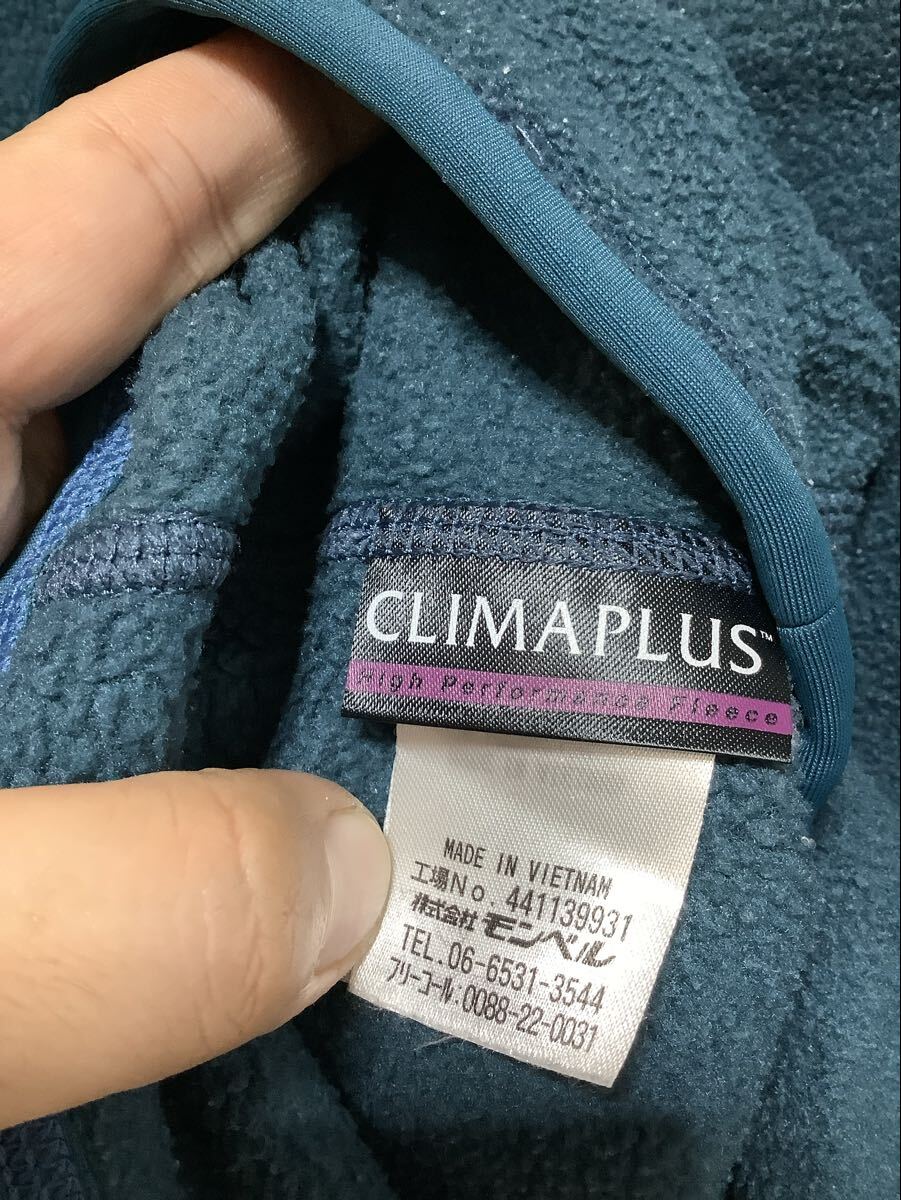 CLIMAPLUS™
High Performance Fleece
MADE IN VIETNAM
工場No. 441139931
株式会社 モンベル
TEL.06-6531-3544
フリーコール.0088-22-0031